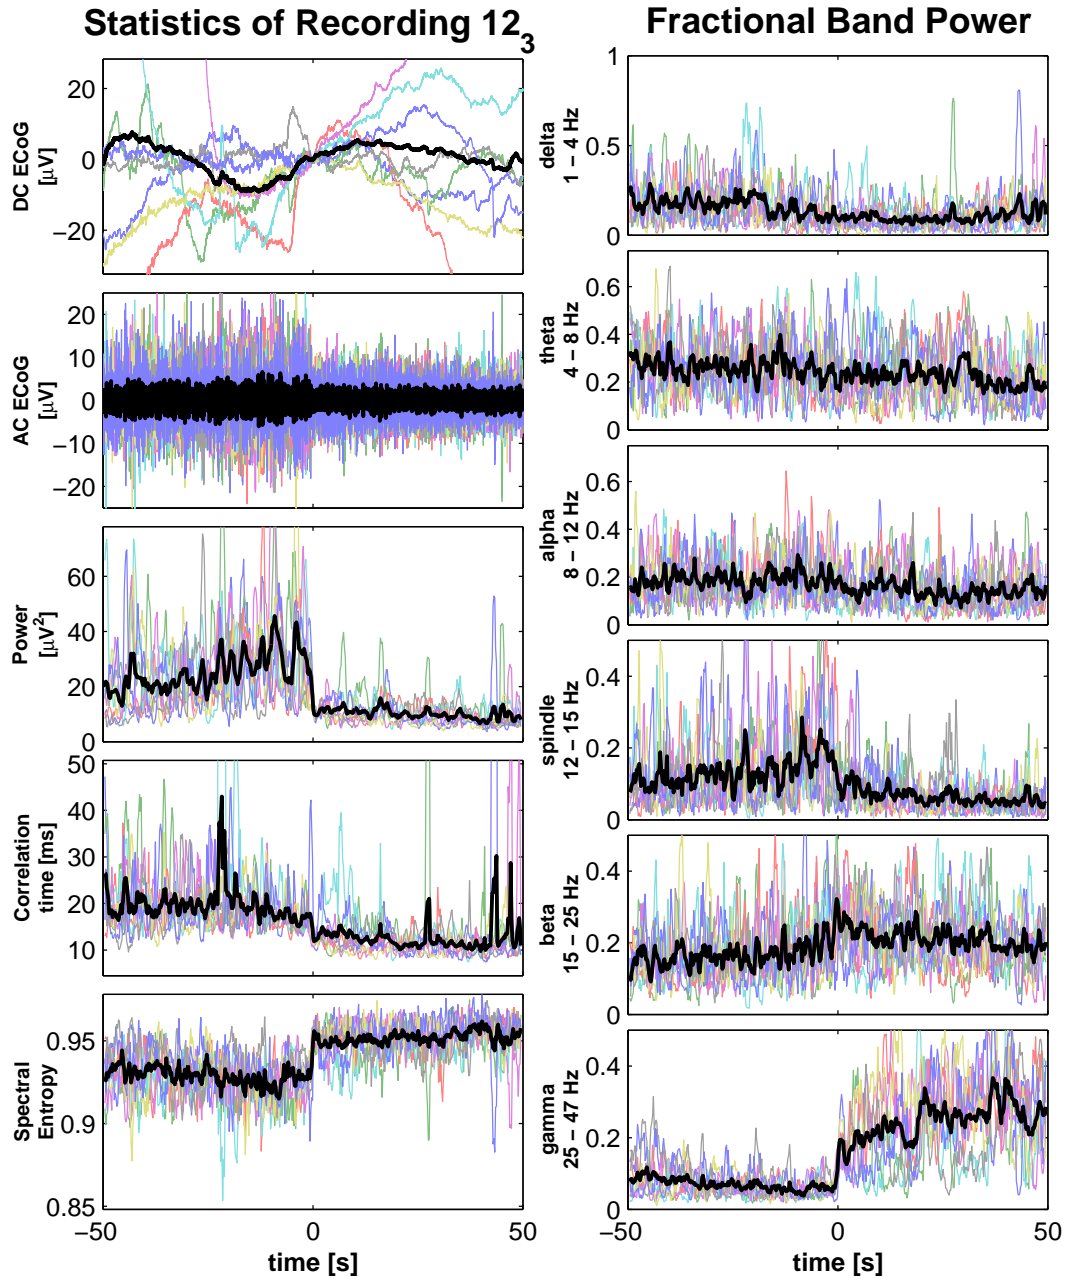 Statistics of Recording 12₃
DC ECoG
[µV]
20
0
−20
AC ECoG
[µV]
20
10
0
−10
−20
Power
[µV²]
60
40
20
0
Correlation
time [ms]
50
40
30
20
10
Spectral
Entropy
0.95
0.9
0.85
−50
0
50
time [s]
Fractional Band Power
delta
1 − 4 Hz
1
0.5
0
theta
4 − 8 Hz
0.6
0.4
0.2
0
alpha
8 − 12 Hz
0.6
0.4
0.2
0
spindle
12 − 15 Hz
0.4
0.2
0
beta
15 − 25 Hz
0.4
0.2
0
gamma
25 − 47 Hz
0.4
0.2
0
−50
0
50
time [s]